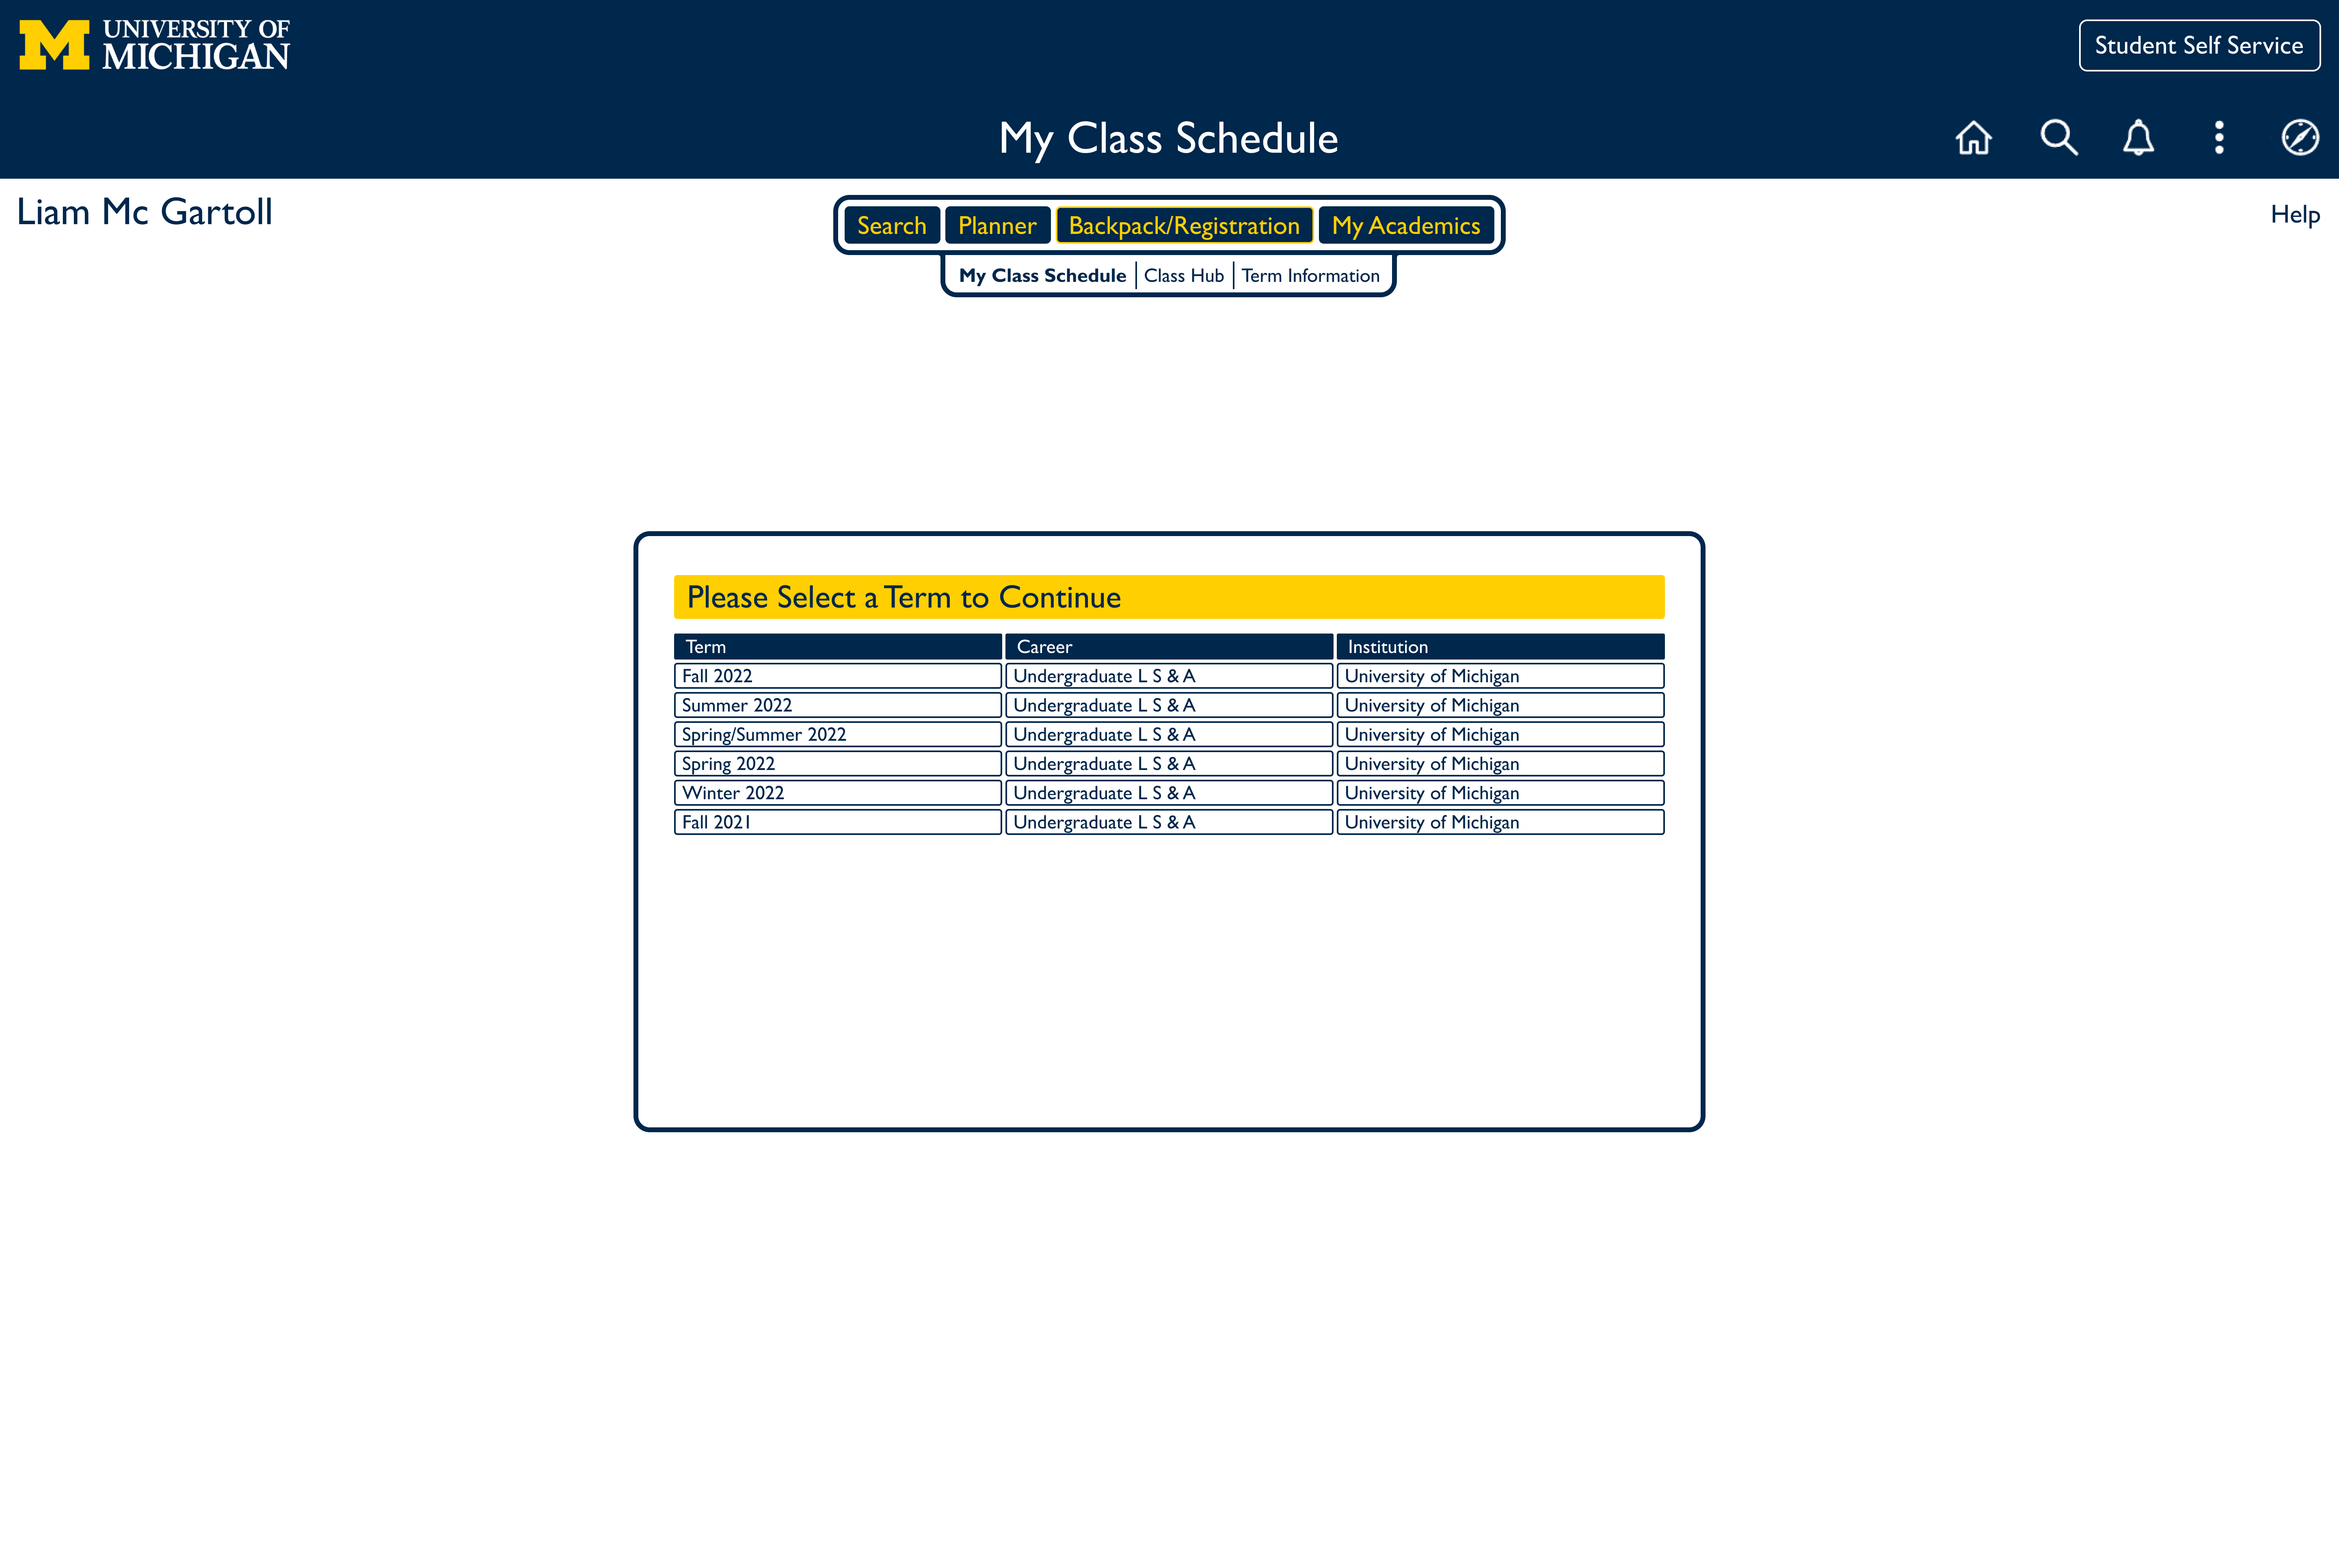 UNIVERSITY OF
MICHIGAN
Student Self Service
My Class Schedule
Liam Mc Gartoll
Search Planner Backpack/Registration My Academics
Help
My Class Schedule | Class Hub | Term Information
Please Select a Term to Continue
Term Career Institution
Fall 2022 Undergraduate L S & A University of Michigan
Summer 2022 Undergraduate L S & A University of Michigan
Spring/Summer 2022 Undergraduate L S & A University of Michigan
Spring 2022 Undergraduate L S & A University of Michigan
Winter 2022 Undergraduate L S & A University of Michigan
Fall 2021 Undergraduate L S & A University of Michigan